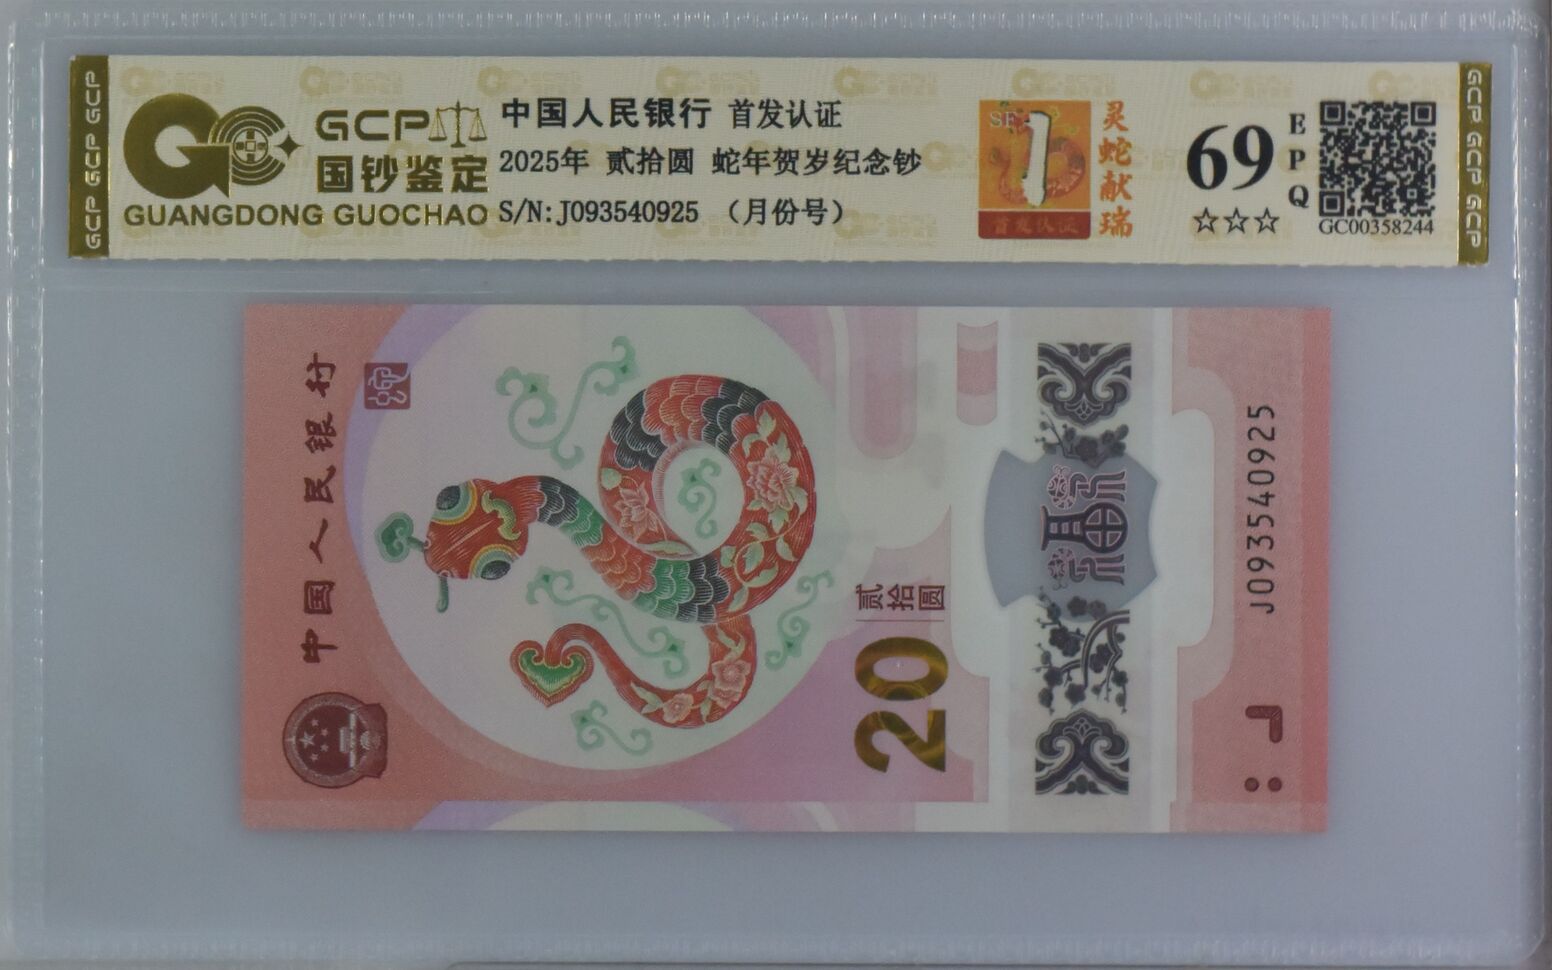 GCP GCP GCP
GCP
国钞鉴定
GUANGDONG GUOCHAO
中国人民银行 首发认证
2025年 贰拾圆 蛇年贺岁纪念钞
S/N:J093540925 （月份号）
1
首发认证
灵蛇献瑞
69
EPQ
☆☆☆
GC00358244
GCP GCP GCP
中国人民银行
贰拾圆
20
福
J093540925